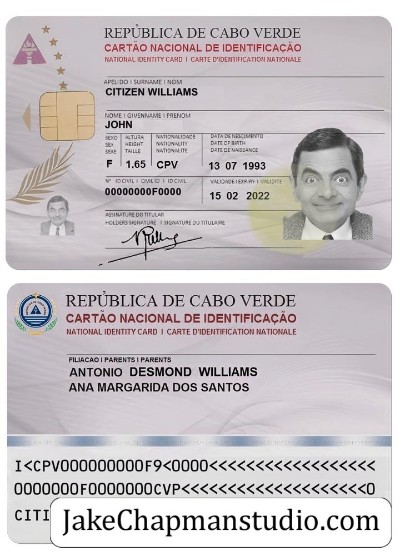 REPÚBLICA DE CABO VERDE
CARTÃO NACIONAL DE IDENTIFICAÇÃO
NATIONAL IDENTITY CARD I CARTE D'IDENTIFICATION NATIONALE
APELIDO I SURNAME I NOM
CITIZEN WILLIAMS
NOME I GIVENNAME I PRENOM
JOHN
SEXO ALTURA NACIONALIDADE DATA DE NASCIMENTO
SEX HEIGHT NATIONALITY DATE OF BIRTH
SEXE TAILLE NATIONALITE DATE DE NAISSANCE
F 1.65 CPV 13 07 1993
Nº ID CIVIL I CIVIL ID I ID CIVIL VALIDADE I EXPIRY I VALIDITE
00000000F0000 15 02 2022
ASSINATURE DO TITULAR
HOLDERS SIGNATURE I SIGNATURE DU TITULAIRE
REPÚBLICA DE CABO VERDE
CARTÃO NACIONAL DE IDENTIFICAÇÃO
NATIONAL IDENTITY CARD I CARTE D'IDENTIFICATION NATIONALE
FILIACAO I PARENTS I PARENTS
ANTONIO DESMOND WILLIAMS
ANA MARGARIDA DOS SANTOS
I<CPV000000000F9<0000<<<<<<<<<<<<<<<<<<<
0000000F0000000CVP<<<<<<<<<<<<<<<<<<<<<0
CITI
JakeChapmanstudio.com